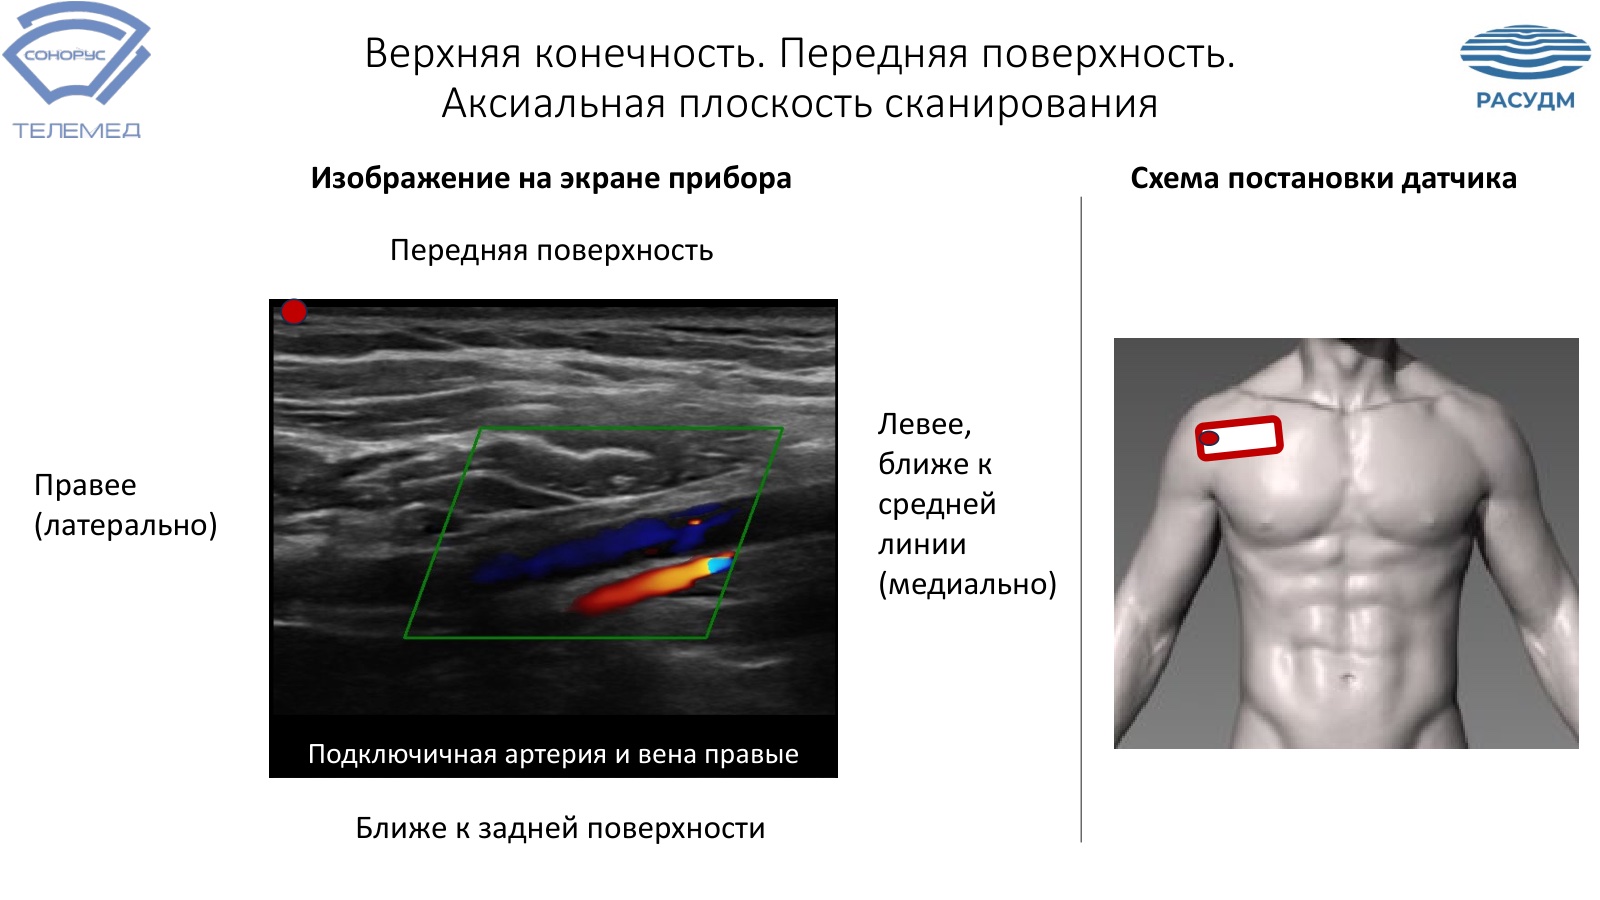 СОНОРУС
ТЕЛЕМЕД
Верхняя конечность. Передняя поверхность.
Аксиальная плоскость сканирования
РАСУДМ
Изображение на экране прибора
Схема постановки датчика
Передняя поверхность
Правее
(латерально)
Левее,
ближе к
средней
линии
(медиально)
Подключичная артерия и вена правые
Ближе к задней поверхности